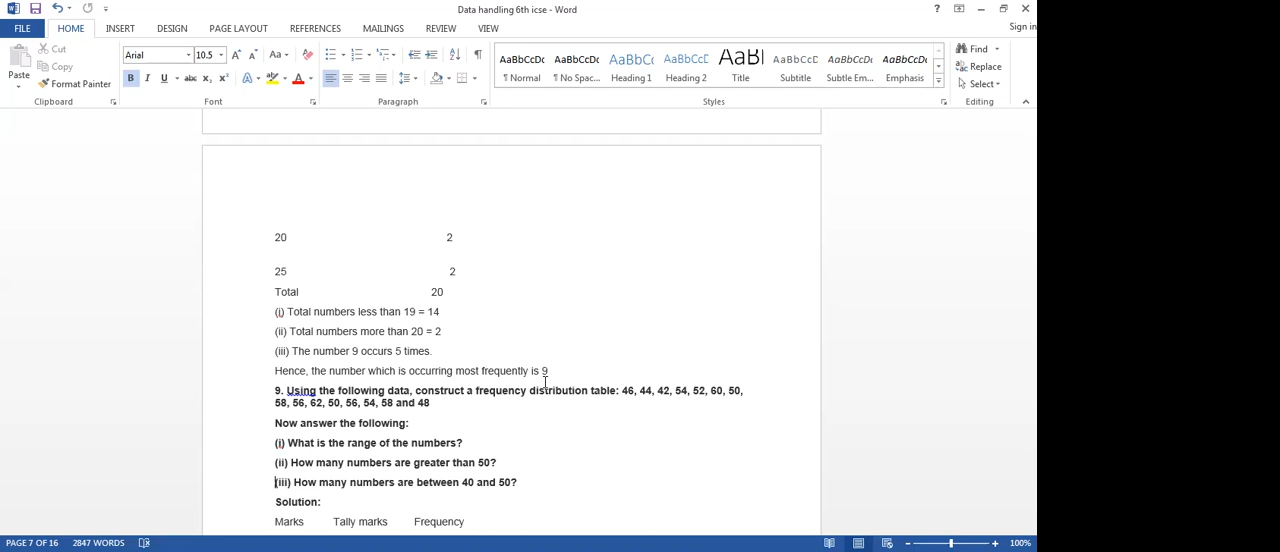 Data handling 6th icse - Word
Sign in
FILE HOME INSERT DESIGN PAGE LAYOUT REFERENCES MAILINGS REVIEW VIEW
Paste
Cut
Copy
Format Painter
Clipboard
Arial 10.5
Font
Paragraph
AaBbCcDc AaBbCcDc AaBbC( AaBbCcE AaBl AaBbCcD AaBbCcDı AaBbCcDı
¶ Normal ¶ No Spac... Heading 1 Heading 2 Title Subtitle Subtle Em... Emphasis
Styles
Find
Replace
Select
Editing
20 2
25 2
Total 20
(i) Total numbers less than 19 = 14
(ii) Total numbers more than 20 = 2
(iii) The number 9 occurs 5 times.
Hence, the number which is occurring most frequently is 9
9. Using the following data, construct a frequency distribution table: 46, 44, 42, 54, 52, 60, 50,
58, 56, 62, 50, 56, 54, 58 and 48
Now answer the following:
(i) What is the range of the numbers?
(ii) How many numbers are greater than 50?
(iii) How many numbers are between 40 and 50?
Solution:
Marks Tally marks Frequency
PAGE 7 OF 16 2847 WORDS 100%